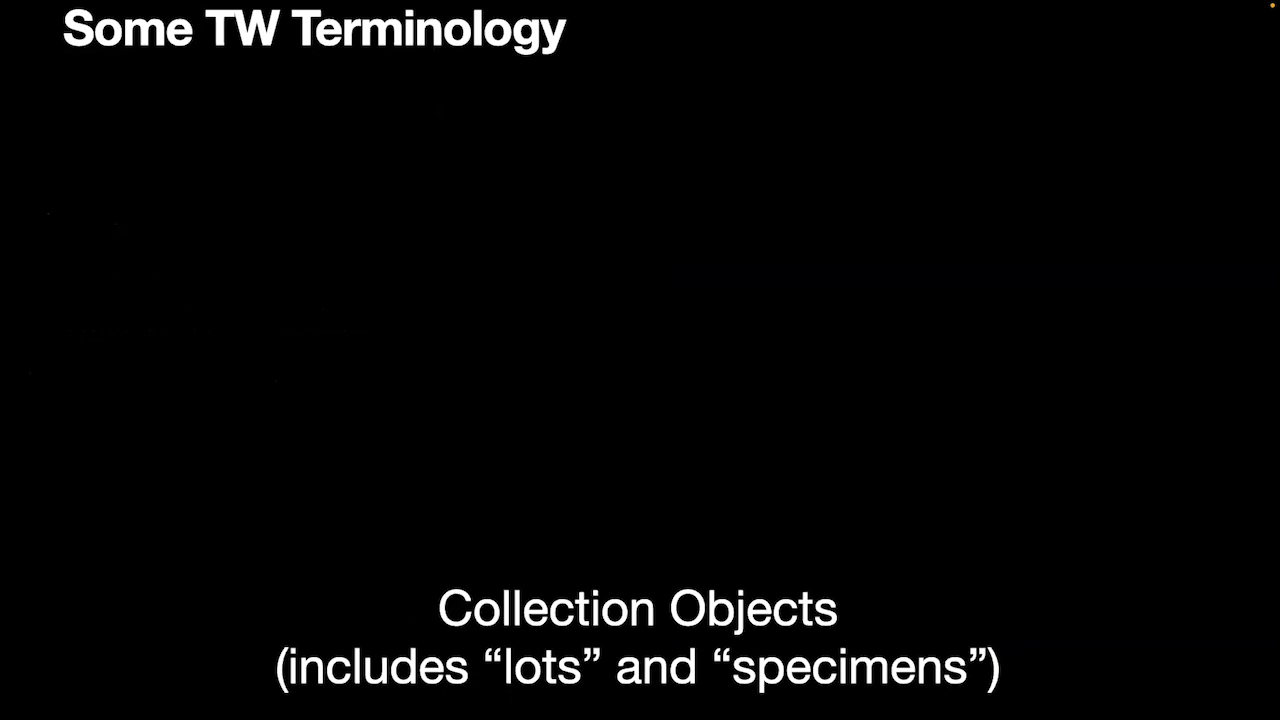 Some TW Terminology
Collection Objects
(includes “lots” and “specimens”)